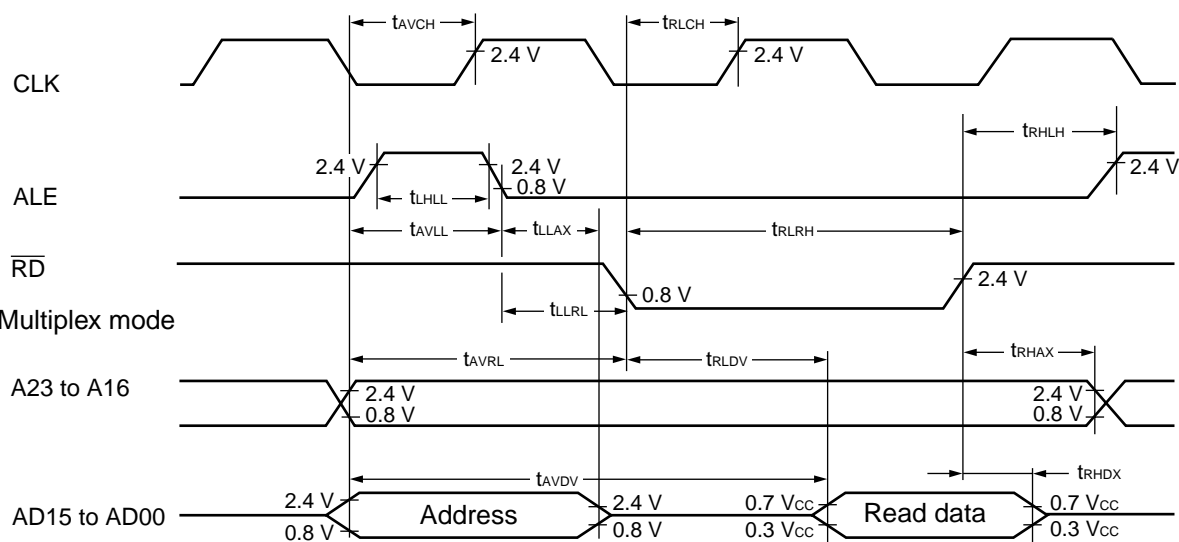 tAVCH
tRLCH
2.4 V
2.4 V
CLK
tRHLH
2.4 V
2.4 V
2.4 V
0.8 V
ALE
tLHLL
tAVLL
tLLAX
tRLRH
RD
2.4 V
0.8 V
tLLRL
Multiplex mode
tAVRL
tRLDV
tRHAX
A23 to A16
2.4 V
2.4 V
0.8 V
0.8 V
tAVDV
tRHDX
2.4 V
2.4 V
0.7 VCC
0.7 VCC
AD15 to AD00
Address
Read data
0.8 V
0.8 V
0.3 VCC
0.3 VCC